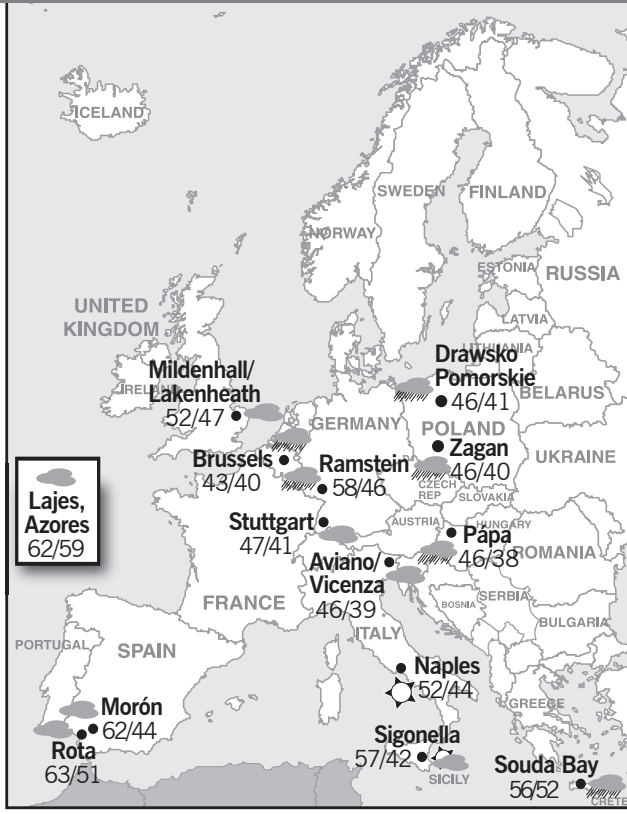 ICELAND
SWEDEN
FINLAND
NORWAY
ESTONIA
RUSSIA
LATVIA
LITHUANIA
UNITED
KINGDOM
IRELAND
Mildenhall/
Lakenheath
52/47
Drawsko
Pomorskie
46/41
BELARUS
GERMANY
POLAND
Zagan
46/40
UKRAINE
Brussels
43/40
Ramstein
58/46
CZECH
REP
SLOVAKIA
Lajes,
Azores
62/59
Stuttgart
47/41
AUSTRIA
HUNGARY
Pápa
46/38
ROMANIA
Aviano/
Vicenza
46/39
FRANCE
BOSNIA
SERBIA
BULGARIA
ITALY
PORTUGAL
SPAIN
Naples
52/44
GREECE
Morón
62/44
Rota
63/51
Sigonella
57/42
SICILY
Souda Bay
56/52
CRETE